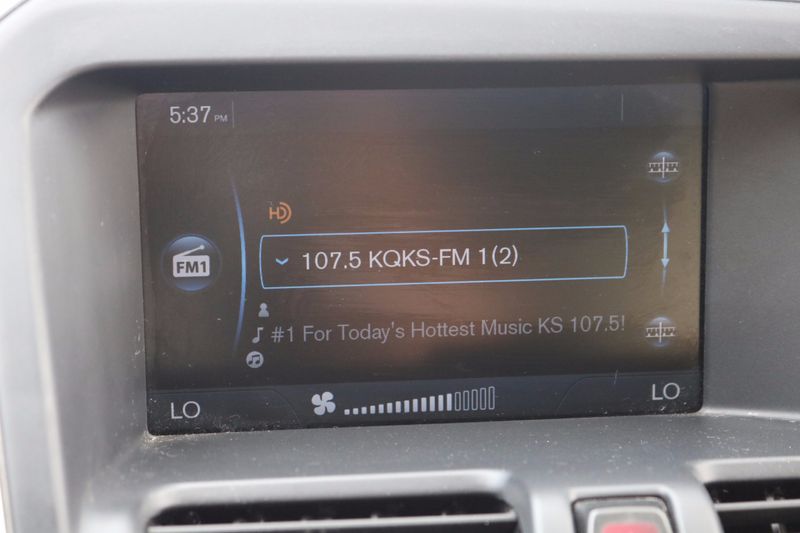 5:37 PM
HD
FM1
107.5 KQKS-FM 1(2)
#1 For Today's Hottest Music KS 107.5!
LO
LO